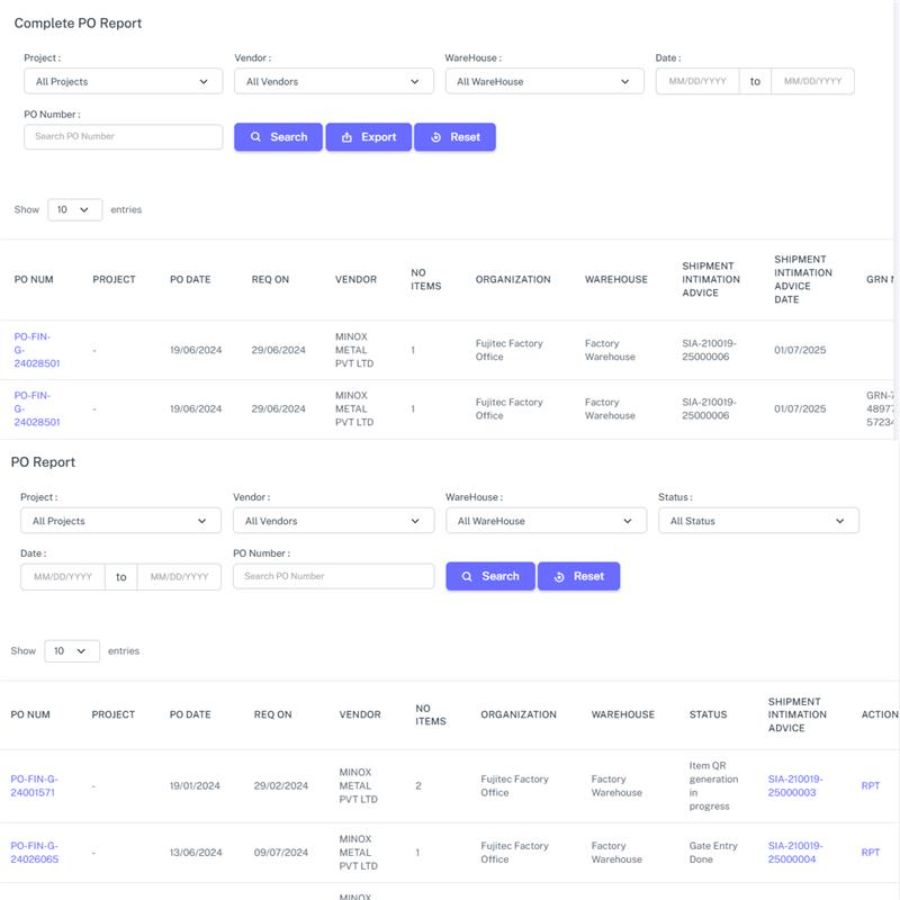 Complete PO Report
Project : Vendor : WareHouse : Date :
All Projects All Vendors All WareHouse MM/DD/YYYY to MM/DD/YYYY
PO Number :
Search PO Number Search Export Reset
Show 10 entries
PO NUM PROJECT PO DATE REQ ON VENDOR NO ITEMS ORGANIZATION WAREHOUSE SHIPMENT INTIMATION ADVICE SHIPMENT INTIMATION ADVICE DATE GRN
PO-FIN-G-24028501 - 19/06/2024 29/06/2024 MINOX METAL PVT LTD 1 Fujitec Factory Office Factory Warehouse SIA-210019-25000006 01/07/2025
PO-FIN-G-24028501 - 19/06/2024 29/06/2024 MINOX METAL PVT LTD 1 Fujitec Factory Office Factory Warehouse SIA-210019-25000006 01/07/2025 GRN-7 48977 57234
PO Report
Project : Vendor : WareHouse : Status :
All Projects All Vendors All WareHouse All Status
Date : PO Number :
MM/DD/YYYY to MM/DD/YYYY Search PO Number Search Reset
Show 10 entries
PO NUM PROJECT PO DATE REQ ON VENDOR NO ITEMS ORGANIZATION WAREHOUSE STATUS SHIPMENT INTIMATION ADVICE ACTION
PO-FIN-G-24001571 - 19/01/2024 29/02/2024 MINOX METAL PVT LTD 2 Fujitec Factory Office Factory Warehouse Item QR generation in progress SIA-210019-25000003 RPT
PO-FIN-G-24026065 - 13/06/2024 09/07/2024 MINOX METAL PVT LTD 1 Fujitec Factory Office Factory Warehouse Gate Entry Done SIA-210019-25000004 RPT
MINOX